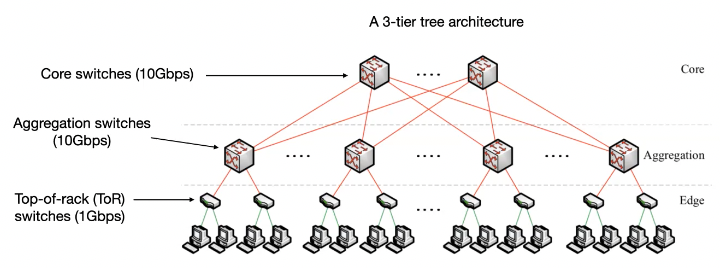 A 3-tier tree architecture
Core switches (10Gbps)
Core
Aggregation switches
(10Gbps)
Aggregation
Top-of-rack (ToR)
switches (1Gbps)
Edge